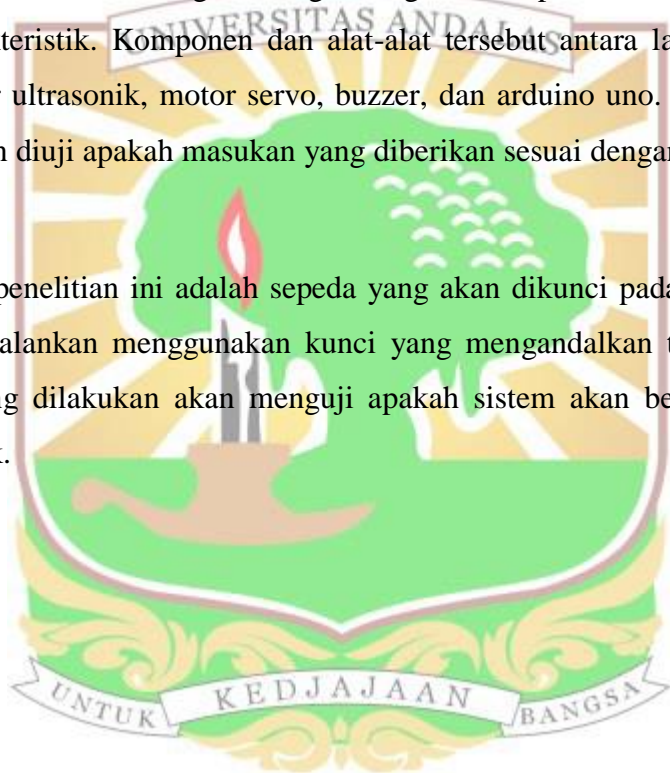 UNIVERSITAS ANDALAS
teristik. Komponen dan alat-alat tersebut antara la
ultrasonik, motor servo, buzzer, dan arduino uno.
n diuji apakah masukan yang diberikan sesuai dengan
penelitian ini adalah sepeda yang akan dikunci pada
alankan menggunakan kunci yang mengandalkan t
ng dilakukan akan menguji apakah sistem akan be
UNTUK KEDJAJAAN BANGSA